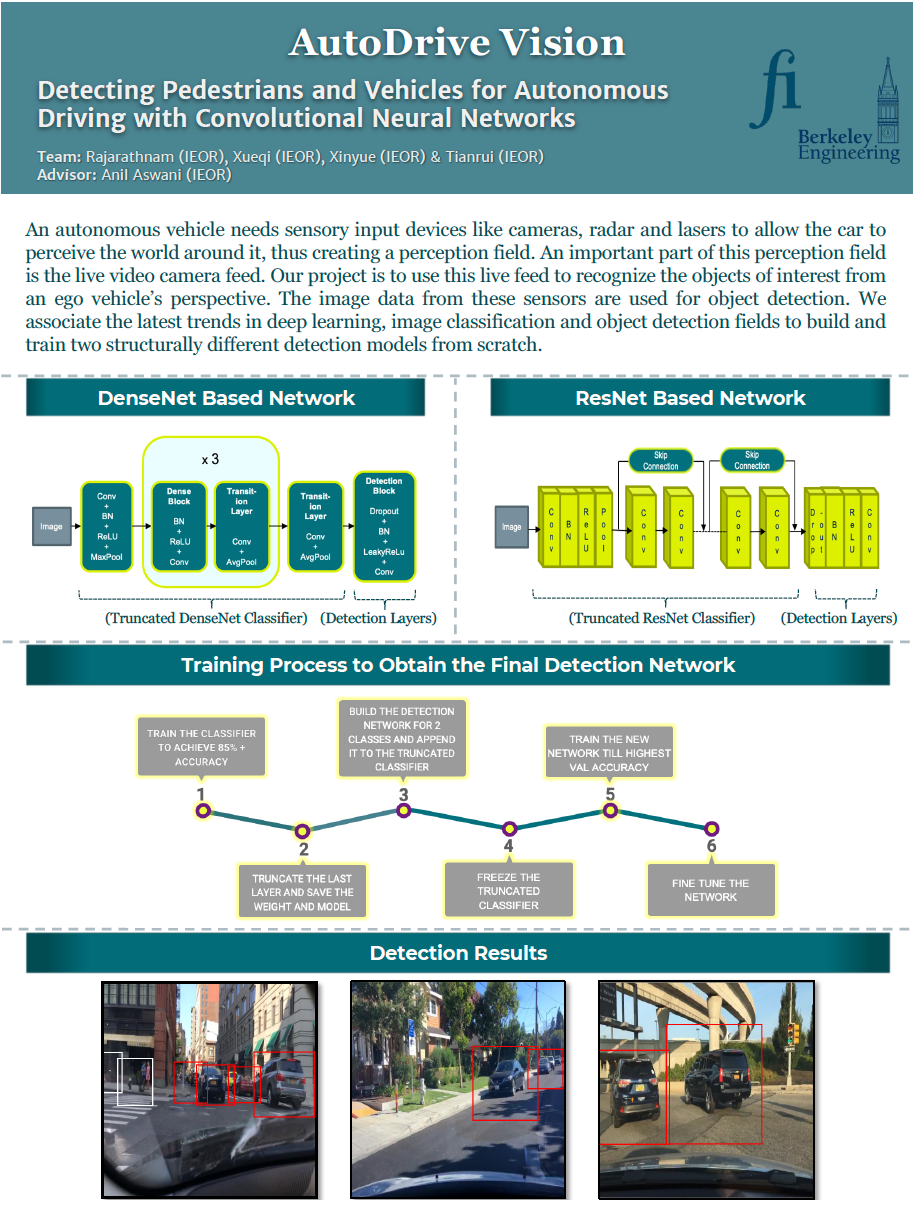 AutoDrive Vision
Detecting Pedestrians and Vehicles for Autonomous
Driving with Convolutional Neural Networks
Team: Rajarathnam (IEOR), Xueqi (IEOR), Xinyue (IEOR) & Tianrui (IEOR)
Advisor: Anil Aswani (IEOR)
fi
Berkeley
Engineering
An autonomous vehicle needs sensory input devices like cameras, radar and lasers to allow the car to
perceive the world around it, thus creating a perception field. An important part of this perception field
is the live video camera feed. Our project is to use this live feed to recognize the objects of interest from
an ego vehicle's perspective. The image data from these sensors are used for object detection. We
associate the latest trends in deep learning, image classification and object detection fields to build and
train two structurally different detection models from scratch.
DenseNet Based Network
x 3
Image
Conv
+
BN
+
ReLU
+
MaxPool
Dense
Block
BN
+
ReLU
+
Conv
Transit-
ion
Layer
Conv
+
AvgPool
Transit-
ion
Layer
Conv
+
AvgPool
Detection
Block
Dropout
+
BN
+
LeakyReLu
+
Conv
(Truncated DenseNet Classifier)
(Detection Layers)
ResNet Based Network
Skip
Connection
Skip
Connection
Image
Conv
BN
ReLU
Pool
Conv
Conv
Conv
Conv
Drop
-out
BN
ReLU
Conv
(Truncated ResNet Classifier)
(Detection Layers)
Training Process to Obtain the Final Detection Network
TRAIN THE CLASSIFIER
TO ACHIEVE 85% +
ACCURACY
1
2
TRUNCATE THE LAST
LAYER AND SAVE THE
WEIGHT AND MODEL
BUILD THE DETECTION
NETWORK FOR 2
CLASSES AND APPEND
IT TO THE TRUNCATED
CLASSIFIER
3
4
FREEZE THE
TRUNCATED
CLASSIFIER
TRAIN THE NEW
NETWORK TILL HIGHEST
VAL ACCURACY
5
6
FINE TUNE THE
NETWORK
Detection Results